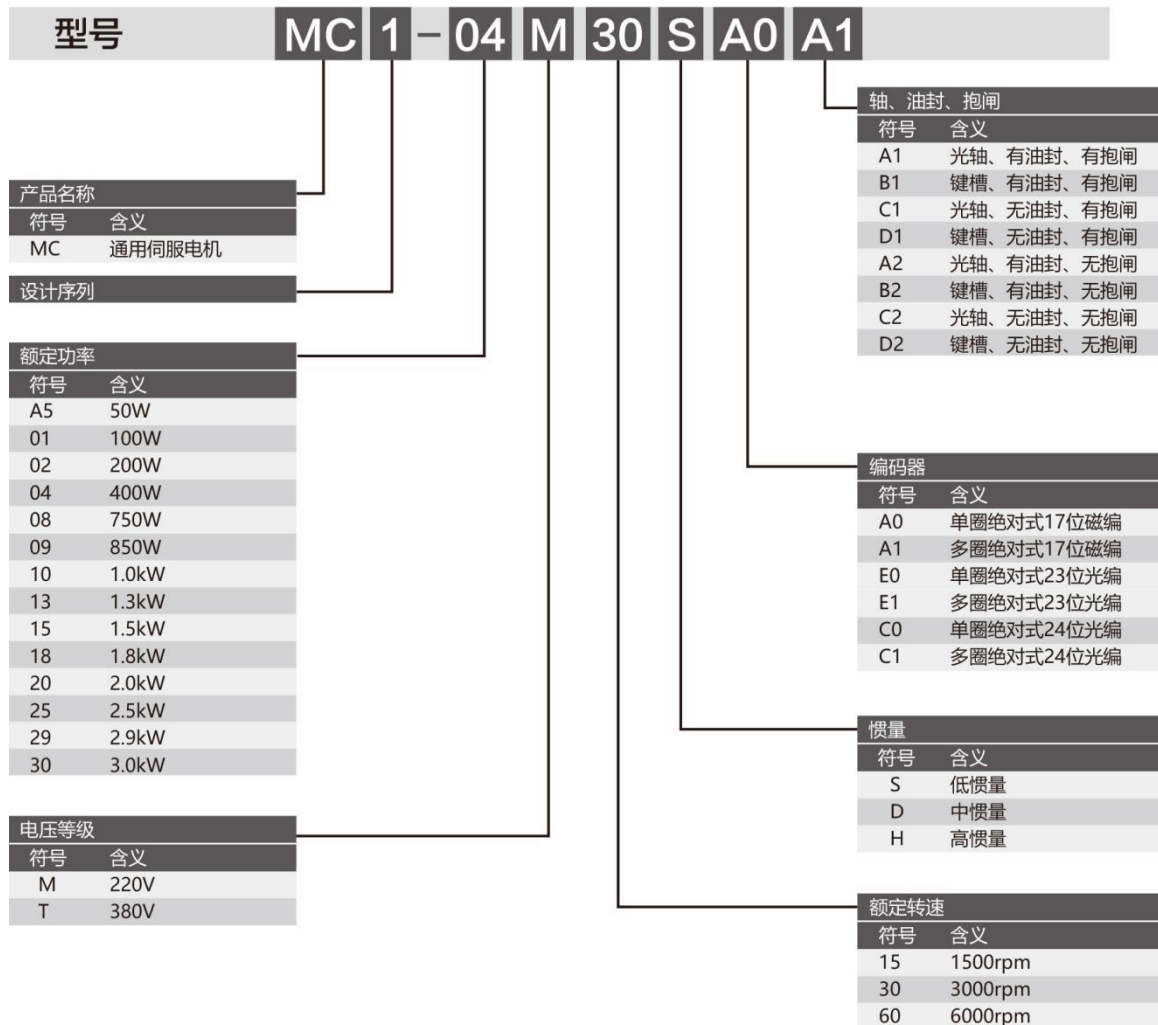 型号 MC 1 - 04 M 30 S A0 A1
产品名称
符号 含义
MC 通用伺服电机
设计序列
额定功率
符号 含义
A5 50W
01 100W
02 200W
04 400W
08 750W
09 850W
10 1.0kW
13 1.3kW
15 1.5kW
18 1.8kW
20 2.0kW
25 2.5kW
29 2.9kW
30 3.0kW
电压等级
符号 含义
M 220V
T 380V
轴、油封、抱闸
符号 含义
A1 光轴、有油封、有抱闸
B1 键槽、有油封、有抱闸
C1 光轴、无油封、有抱闸
D1 键槽、无油封、有抱闸
A2 光轴、有油封、无抱闸
B2 键槽、有油封、无抱闸
C2 光轴、无油封、无抱闸
D2 键槽、无油封、无抱闸
编码器
符号 含义
A0 单圈绝对式17位磁编
A1 多圈绝对式17位磁编
E0 单圈绝对式23位光编
E1 多圈绝对式23位光编
C0 单圈绝对式24位光编
C1 多圈绝对式24位光编
惯量
符号 含义
S 低惯量
D 中惯量
H 高惯量
额定转速
符号 含义
15 1500rpm
30 3000rpm
60 6000rpm